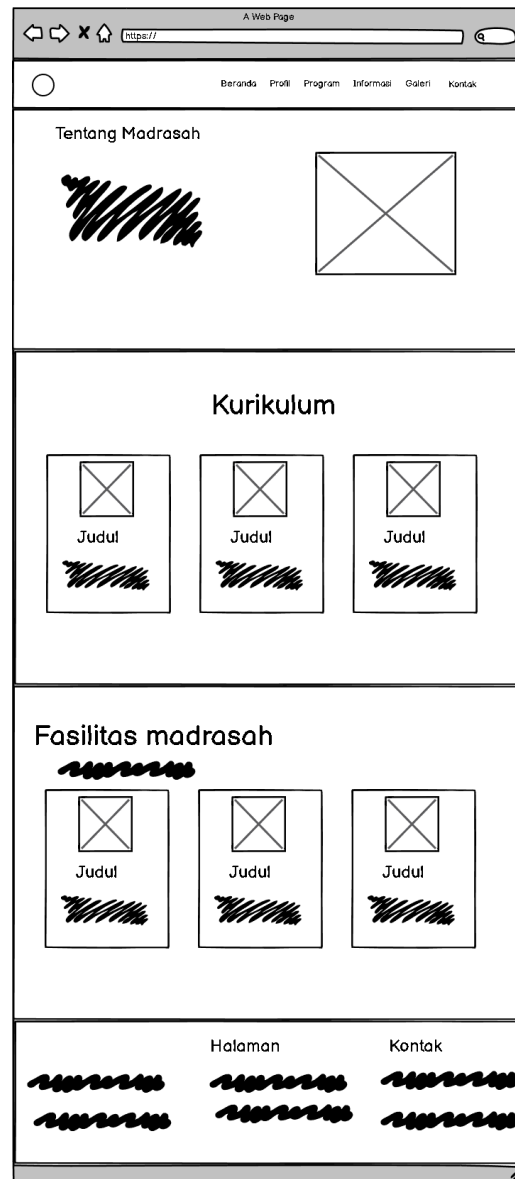 A Web Page
https://
Beranda Profil Program Informasi Galeri Kontak
Tentang Madrasah
Kurikulum
Judul Judul Judul
Fasilitas madrasah
Judul Judul Judul
Halaman Kontak